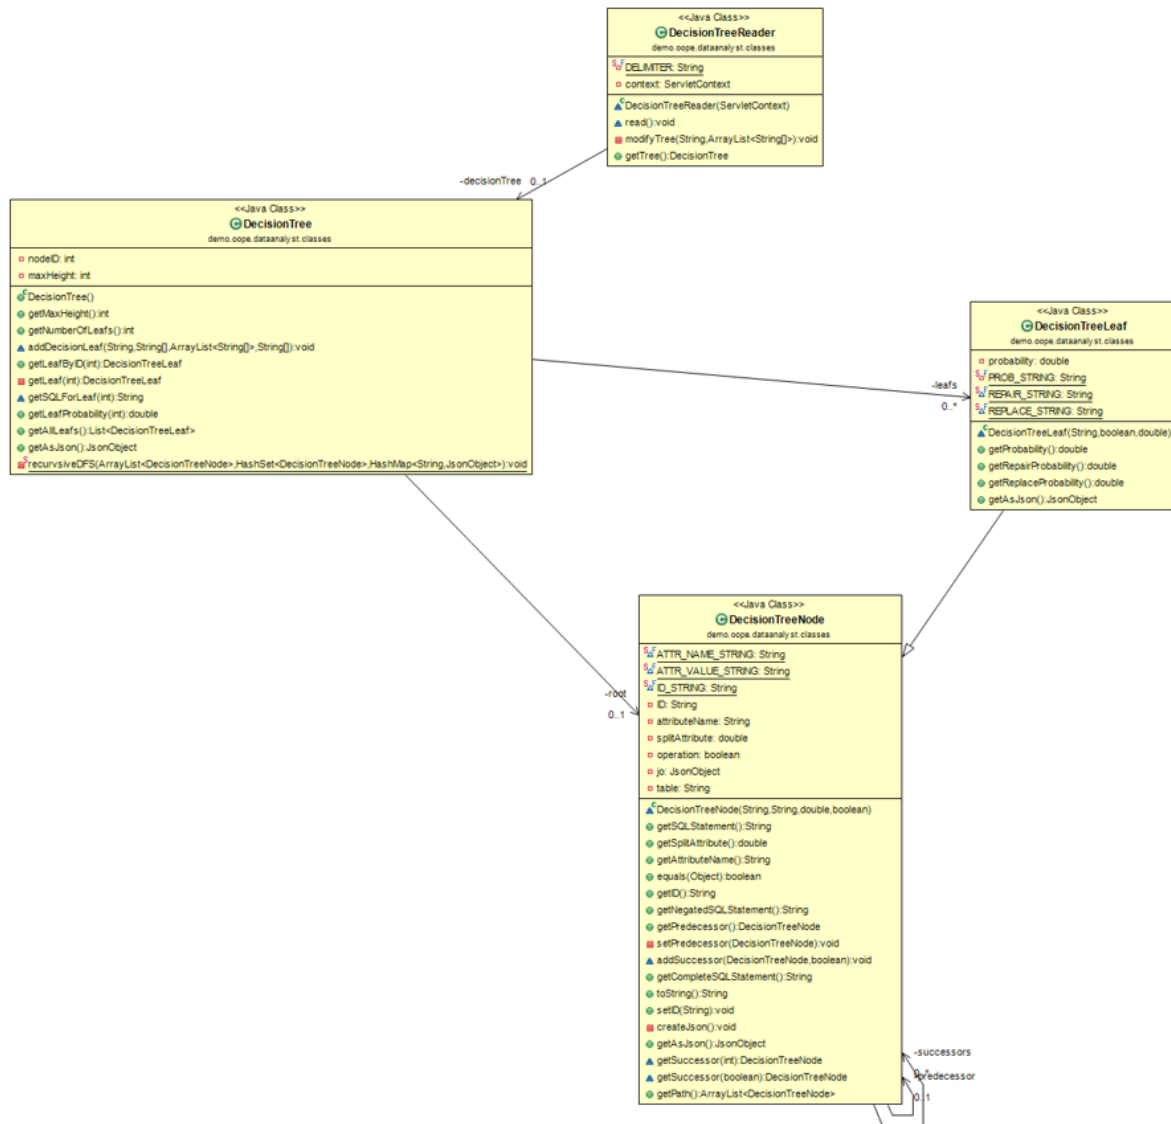 <<Java Class>>
DecisionTreeReader
demo.oope.dataanalyst.classes
DELIMITER: String
context: ServletContext
DecisionTreeReader(ServletContext)
read():void
modifyTree(String,ArrayList<String[]>):void
getTree():DecisionTree
-decisionTree 0..1
<<Java Class>>
DecisionTree
demo.oope.dataanalyst.classes
nodeID: int
maxHeight: int
DecisionTree()
getMaxHeight():int
getNumberOfLeafs():int
addDecisionLeaf(String,String[],ArrayList<String[]>,String[]):void
getLeafByID(int):DecisionTreeLeaf
getLeaf(int):DecisionTreeLeaf
getSQLForLeaf(int):String
getLeafProbability(int):double
getAllLeafs():List<DecisionTreeLeaf>
getAsJson():JsonObject
recurvsiveDFS(ArrayList<DecisionTreeNode>,HashSet<DecisionTreeNode>,HashMap<String,JsonObject>):void
-leafs
0..*
<<Java Class>>
DecisionTreeLeaf
demo.oope.dataanalyst.classes
probability: double
PROB_STRING: String
REPAIR_STRING: String
REPLACE_STRING: String
DecisionTreeLeaf(String,boolean,double)
getProbability():double
getRepairProbability():double
getReplaceProbability():double
getAsJson():JsonObject
-root
0..1
<<Java Class>>
DecisionTreeNode
demo.oope.dataanalyst.classes
ATTR_NAME_STRING: String
ATTR_VALUE_STRING: String
ID_STRING: String
ID: String
attributeName: String
splitAttribute: double
operation: boolean
jo: JsonObject
table: String
DecisionTreeNode(String,String,double,boolean)
getSQLStatement():String
getSplitAttribute():double
getAttributeName():String
equals(Object):boolean
getID():String
getNegatedSQLStatement():String
getPredecessor():DecisionTreeNode
setPredecessor(DecisionTreeNode):void
addSuccessor(DecisionTreeNode,boolean):void
getCompleteSQLStatement():String
toString():String
setID(String):void
createJson():void
getAsJson():JsonObject
getSuccessor(int):DecisionTreeNode
getSuccessor(boolean):DecisionTreeNode
getPath():ArrayList<DecisionTreeNode>
-successors
0..*
-predecessor
0..1